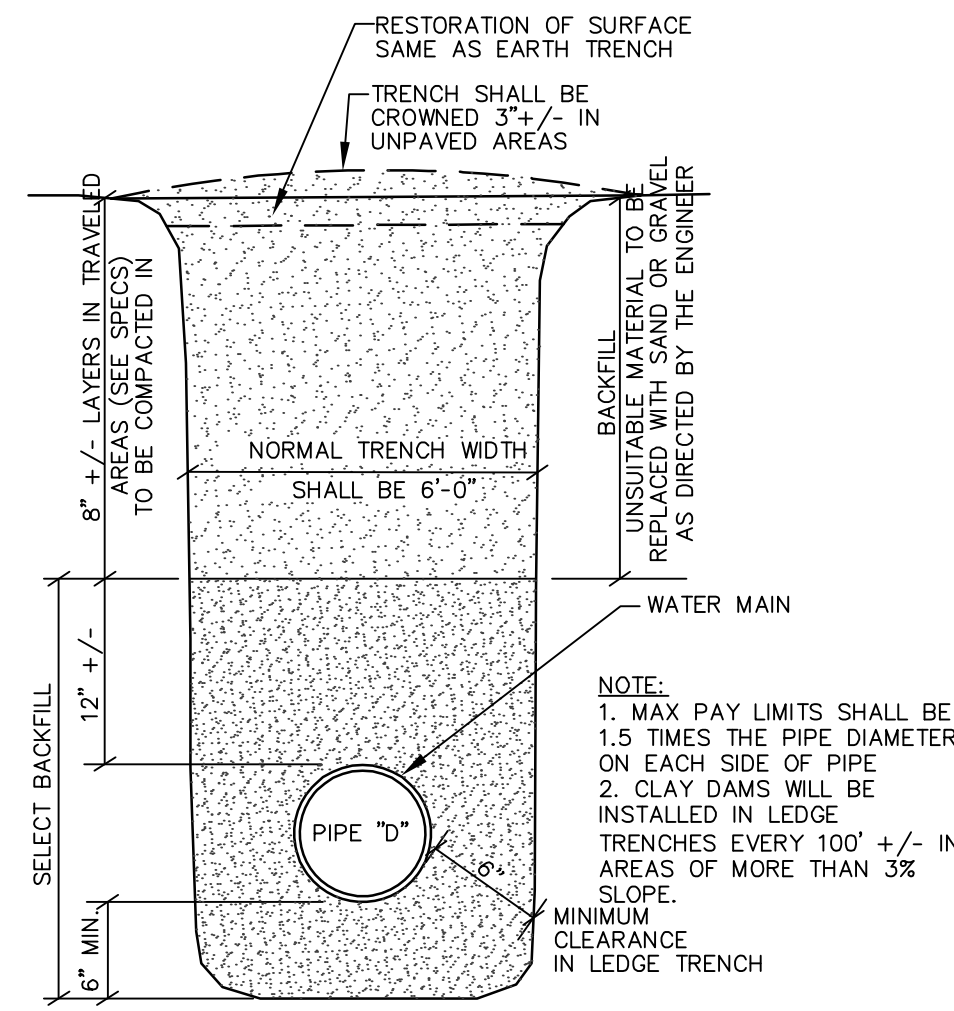 RESTORATION OF SURFACE
SAME AS EARTH TRENCH
TRENCH SHALL BE
CROWNED 3"+/- IN
UNPAVED AREAS
8" +/- LAYERS IN TRAVELED
AREAS (SEE SPECS)
TO BE COMPACTED IN
BACKFILL
UNSUITABLE MATERIAL TO BE
REPLACED WITH SAND OR GRAVEL
AS DIRECTED BY THE ENGINEER
NORMAL TRENCH WIDTH
SHALL BE 6'-0"
WATER MAIN
12" +/-
SELECT BACKFILL
6" MIN.
PIPE "D"
6"
MINIMUM
CLEARANCE
IN LEDGE TRENCH
NOTE:
1. MAX PAY LIMITS SHALL BE
1.5 TIMES THE PIPE DIAMETER
ON EACH SIDE OF PIPE
2. CLAY DAMS WILL BE
INSTALLED IN LEDGE
TRENCHES EVERY 100' +/- IN
AREAS OF MORE THAN 3%
SLOPE.